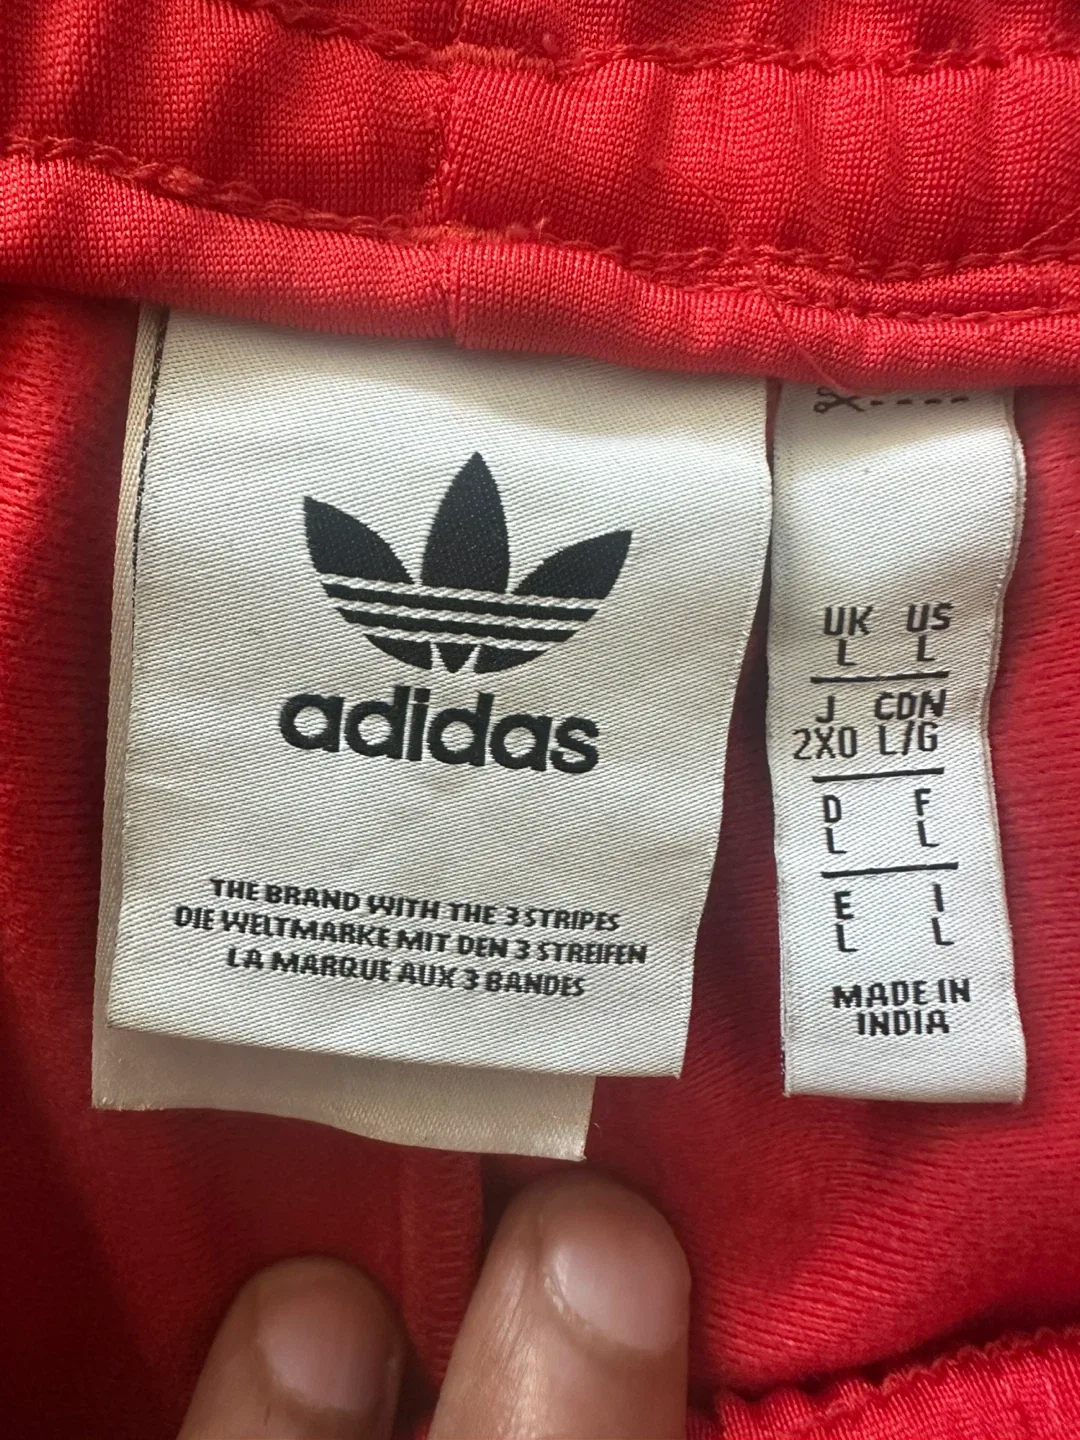 adidas
THE BRAND WITH THE 3 STRIPES
DIE WELTMARKE MIT DEN 3 STREIFEN
LA MARQUE AUX 3 BANDES
UK US
L L
J CDN
2XO L/G
D F
L L
E I
L L
MADE IN
INDIA